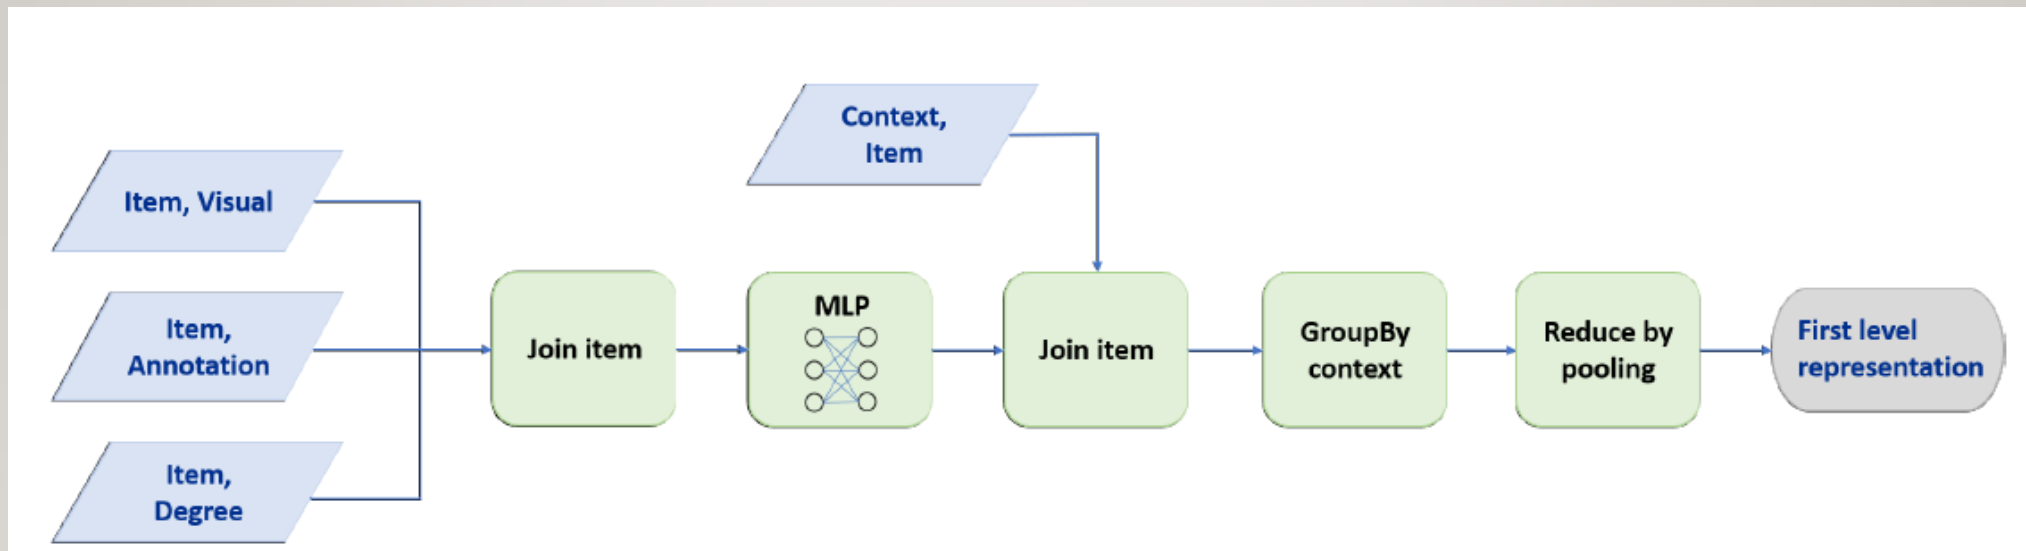 Item, Visual
Item,
Annotation
Item,
Degree
Join item
MLP
Context,
Item
Join item
GroupBy
context
Reduce by
pooling
First level
representation